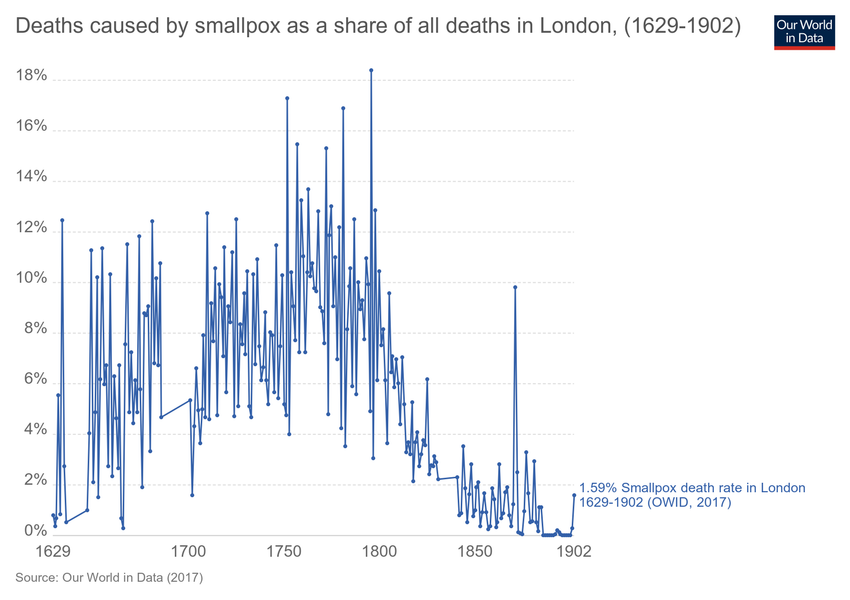 Deaths caused by smallpox as a share of all deaths in London, (1629-1902)
Our World
in Data
18%
16%
14%
12%
10%
8%
6%
4%
2%
0%
1.59% Smallpox death rate in London
1629-1902 (OWID, 2017)
1629
1700
1750
1800
1850
1902
Source: Our World in Data (2017)